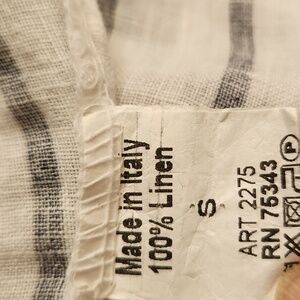 Made in Italy
100% Linen
S
ART 2275
RN 75343
P